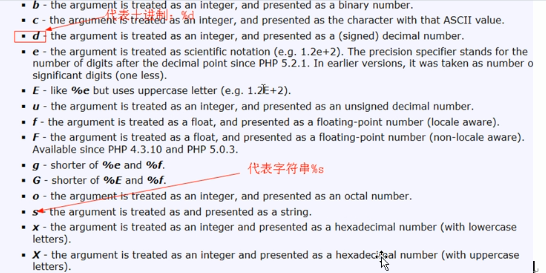 b - the argument is treated as an integer, and presented as a binary number.
代表十进制：%d
c - the argument is treated as an integer, and presented as the character with that ASCII value.
d - the argument is treated as an integer, and presented as a (signed) decimal number.
e - the argument is treated as scientific notation (e.g. 1.2e+2). The precision specifier stands for the
number of digits after the decimal point since PHP 5.2.1. In earlier versions, it was taken as number o
significant digits (one less).
E - like %e but uses uppercase letter (e.g. 1.2E+2).
u - the argument is treated as an integer, and presented as an unsigned decimal number.
f - the argument is treated as a float, and presented as a floating-point number (locale aware).
F - the argument is treated as a float, and presented as a floating-point number (non-locale aware).
Available since PHP 4.3.10 and PHP 5.0.3.
g - shorter of %e and %f.
代表字符串%s
G - shorter of %E and %f.
o - the argument is treated as an integer, and presented as an octal number.
s - the argument is treated as and presented as a string.
x - the argument is treated as an integer and presented as a hexadecimal number (with lowercase
letters).
X - the argument is treated as an integer and presented as a hexadecimal number (with uppercase
letters).